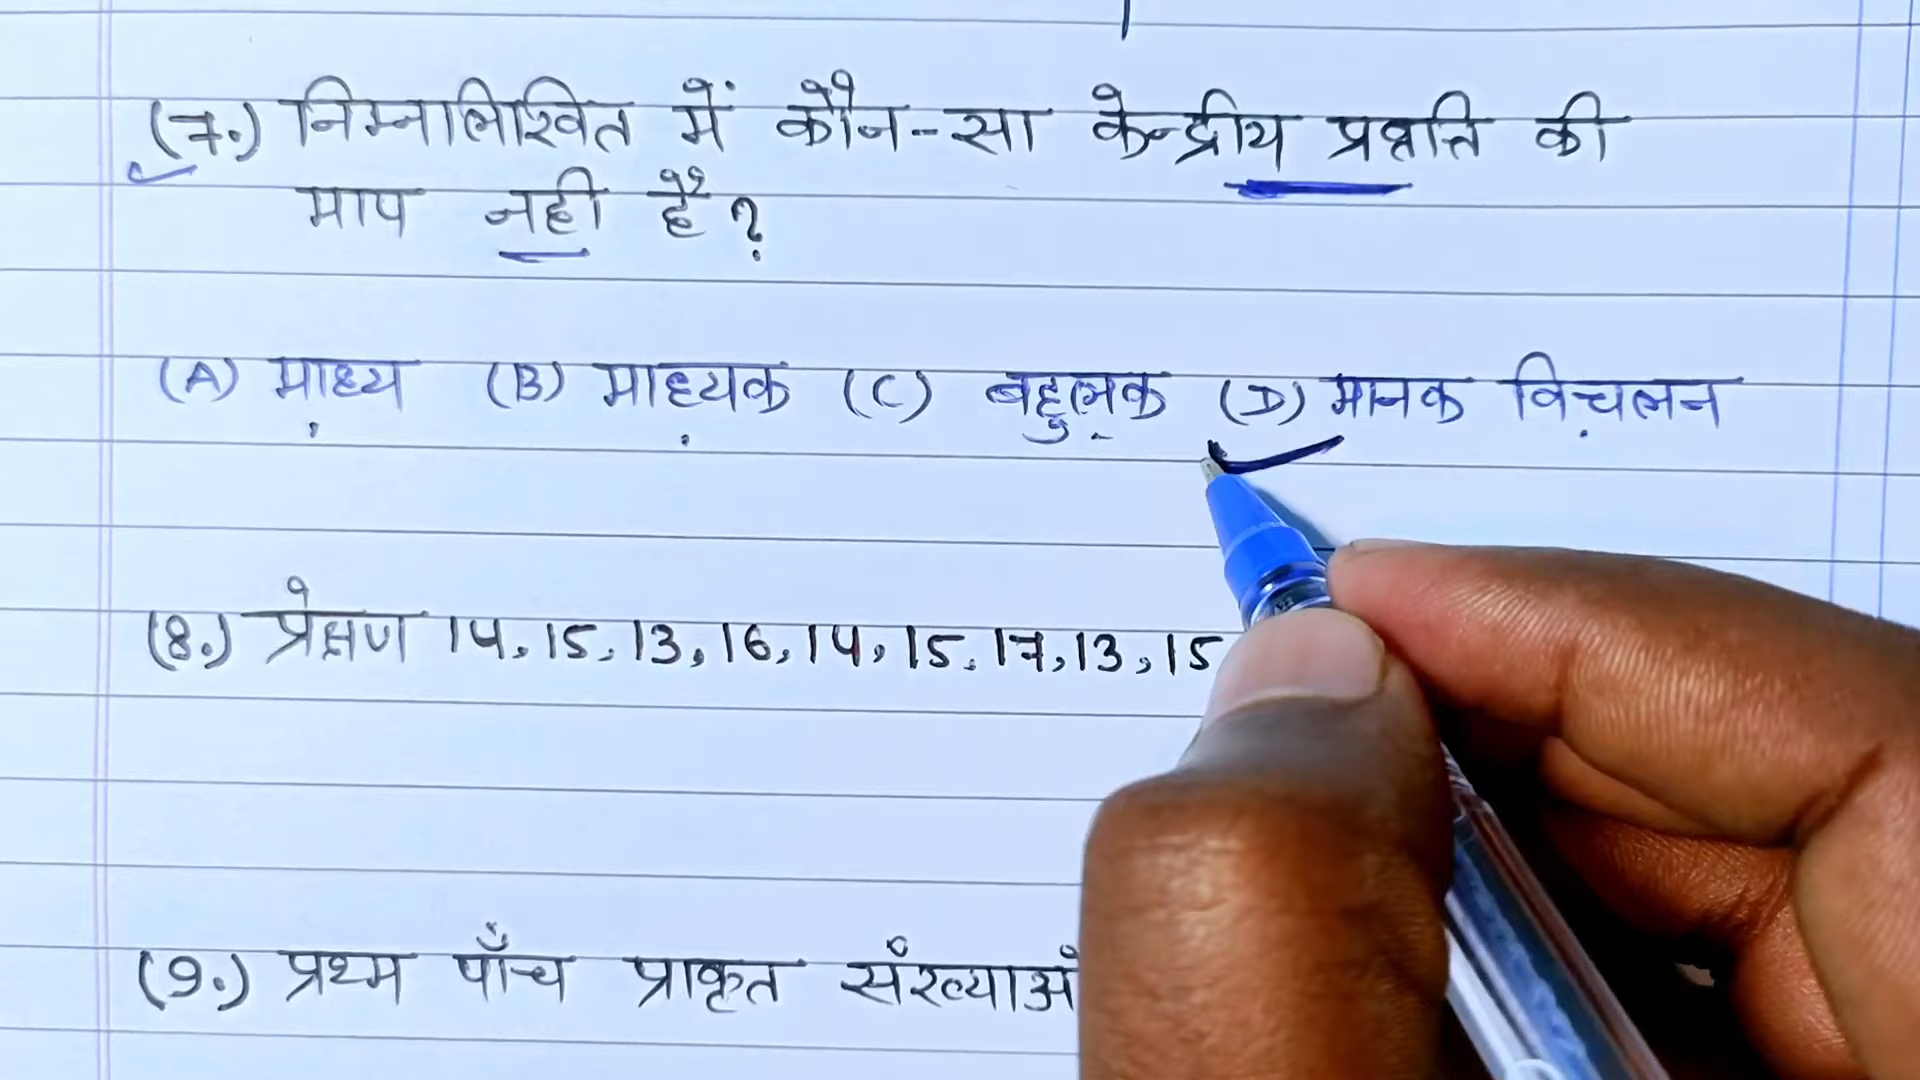 (7.) निम्नलिखित में कौन-सा केन्द्रीय प्रवृत्ति की
माप नही है?
(A) माध्य (B) माध्यक (C) बहुलक (D) मानक विचलन
(8.) प्रेक्षण 14, 15, 13, 16, 14, 15, 17, 13, 15
(9.) प्रथम पाँच प्राकृत